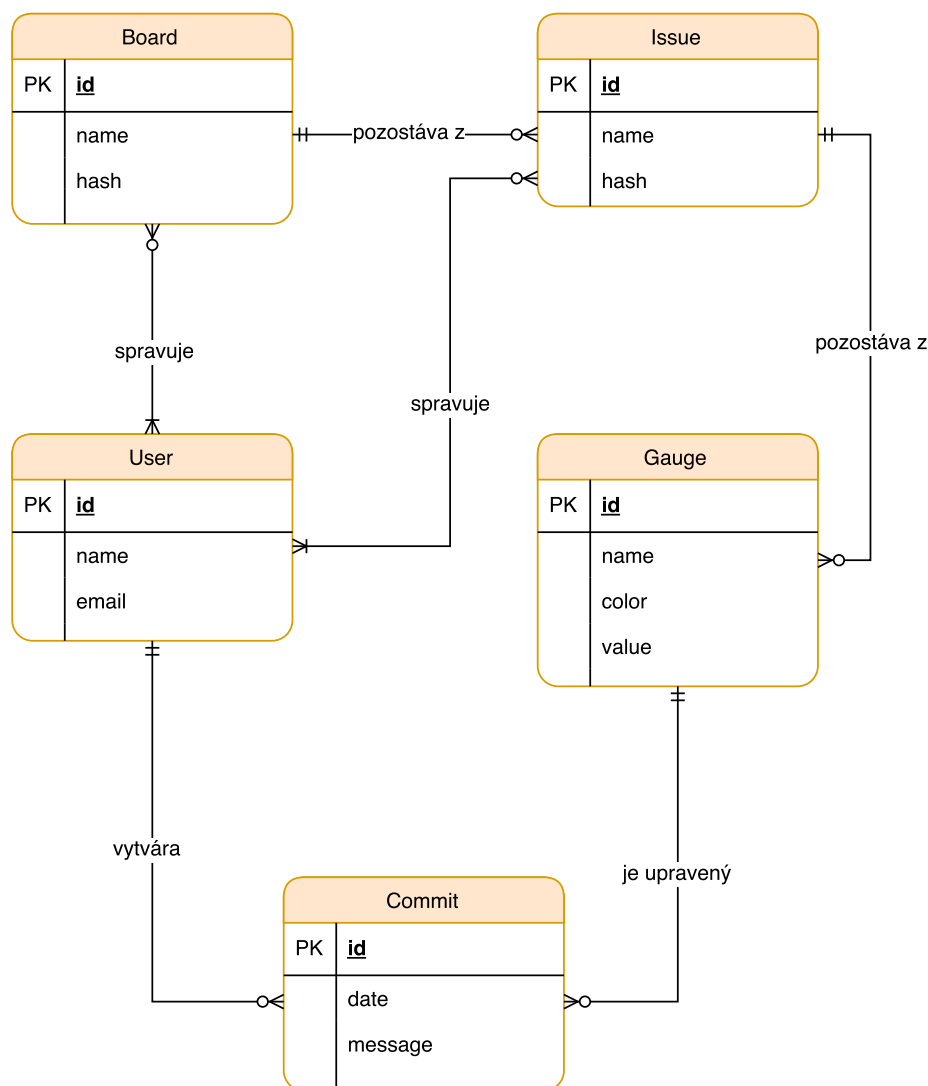 Board
PK id
name
hash
Issue
PK id
name
hash
pozostáva z
spravuje
spravuje
pozostáva z
User
PK id
name
email
Gauge
PK id
name
color
value
vytvára
je upravený
Commit
PK id
date
message